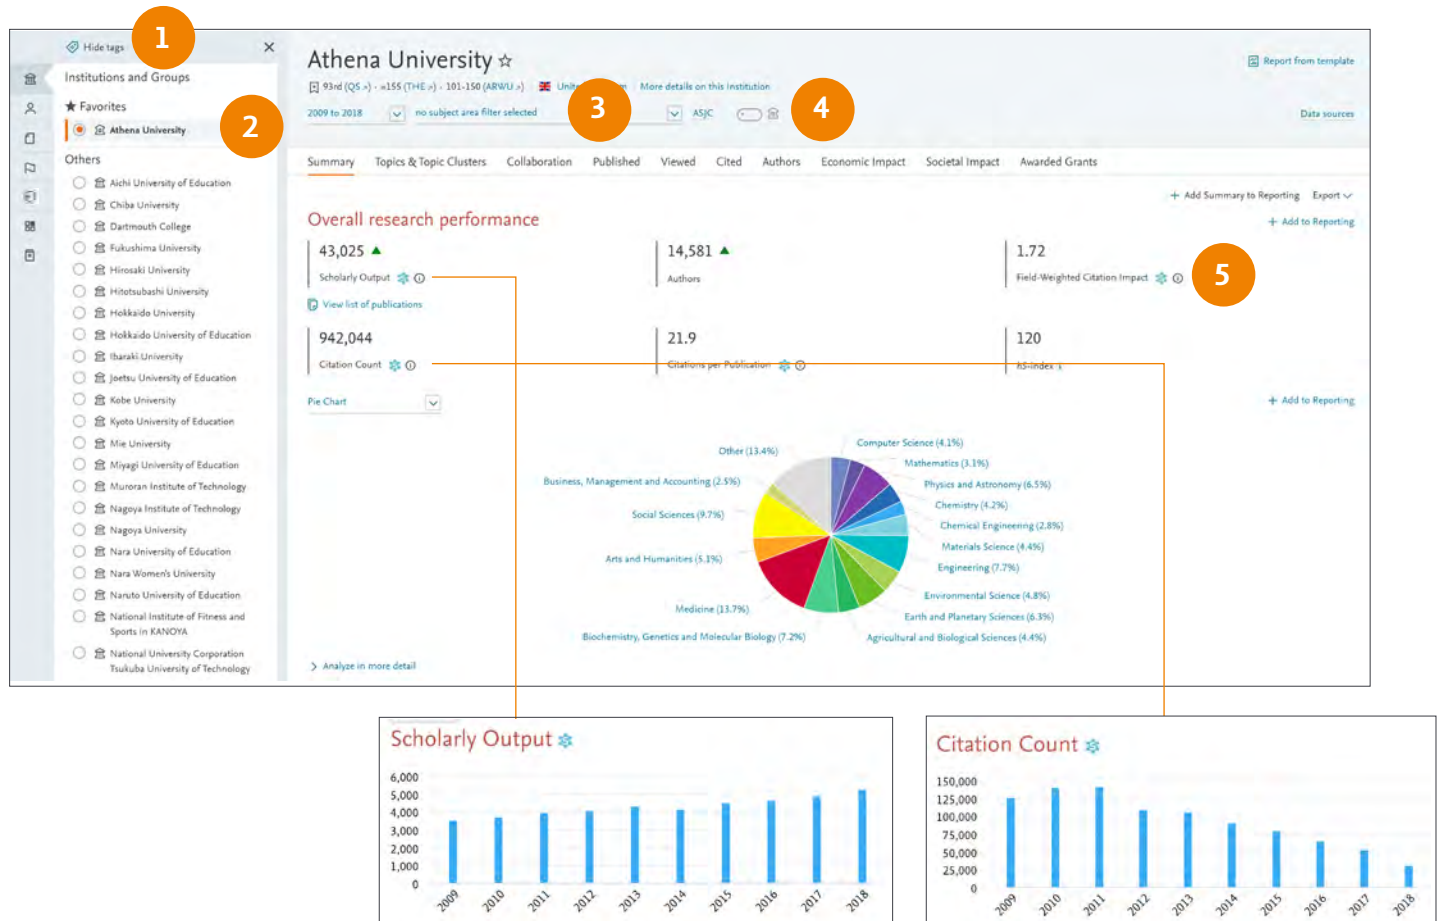 1
Hide tags
Institutions and Groups
Favorites
2
Athena University
Others
Aichi University of Education
Chiba University
Dartmouth College
Fukushima University
Hirosaki University
Hitotsubashi University
Hokkaido University
Hokkaido University of Education
Ibaraki University
Joetsu University of Education
Kobe University
Kyoto University of Education
Mie University
Miyagi University of Education
Muroran Institute of Technology
Nagoya Institute of Technology
Nagoya University
Nara University of Education
Nara Women's University
Naruto University of Education
National Institute of Fitness and
Sports in KANOYA
National University Corporation
Tsukuba University of Technology
Athena University
Report from template
93rd (QS) · =155 (THE) · 101-150 (ARWU) More details on this Institution
3
4
2009 to 2018 no subject area filter selected ASJC
Data sources
Summary Topics & Topic Clusters Collaboration Published Viewed Cited Authors Economic Impact Societal Impact Awarded Grants
+ Add Summary to Reporting Export
Overall research performance
+ Add to Reporting
43,025
Scholarly Output
View list of publications
14,581
Authors
1.72
Field-Weighted Citation Impact
5
942,044
Citation Count
21.9
Citations per Publication
120
h5-index
Pie Chart
+ Add to Reporting
Other (13.4%)
Computer Science (4.1%)
Mathematics (3.1%)
Business, Management and Accounting (2.5%)
Physics and Astronomy (6.5%)
Chemistry (4.2%)
Social Sciences (9.7%)
Chemical Engineering (2.8%)
Materials Science (4.4%)
Arts and Humanities (5.1%)
Engineering (7.7%)
Environmental Science (4.8%)
Medicine (13.7%)
Earth and Planetary Sciences (6.3%)
Biochemistry, Genetics and Molecular Biology (7.2%)
Agricultural and Biological Sciences (4.4%)
Analyze in more detail
Scholarly Output
6,000
5,000
4,000
3,000
2,000
1,000
0
2009 2010 2011 2012 2013 2014 2015 2016 2017 2018
Citation Count
150,000
125,000
100,000
75,000
50,000
25,000
0
2009 2010 2011 2012 2013 2014 2015 2016 2017 2018